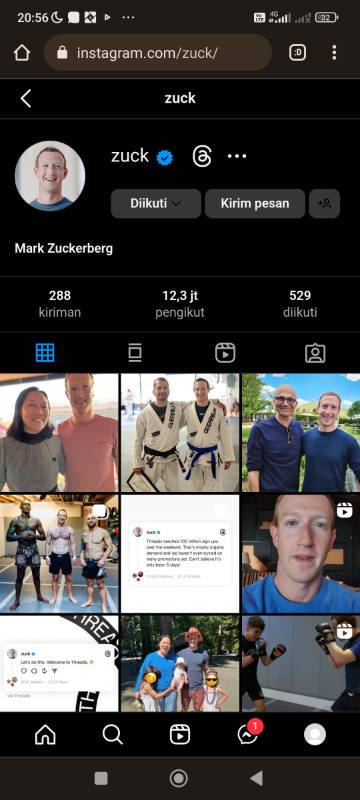 20:56
4G
32
instagram.com/zuck/
:D
zuck
zuck
Diikuti
Kirim pesan
Mark Zuckerberg
288
kiriman
12,3 jt
pengikut
529
diikuti
GUERRILLA
GUERRILLA
zuck
Threads reached 100 million sign ups
over the weekend. That's mostly organic
demand and we haven't even turned on
many promotions yet. Can't believe it's
only been 5 days!
zuck
Let's do this. Welcome to Threads. 🔥
via Threads
1